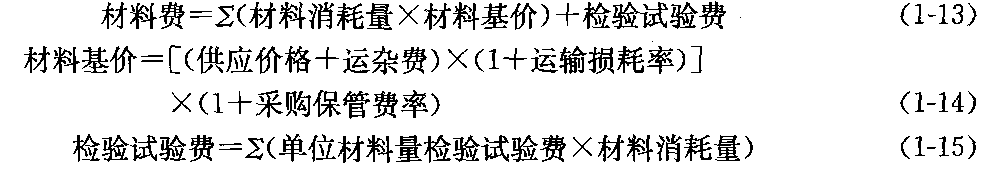 材料费=Σ(材料消耗量×材料基价)+检验试验费 (1-13)
材料基价=[(供应价格+运杂费)×(1+运输损耗率)]
×(1+采购保管费率) (1-14)
检验试验费=Σ(单位材料量检验试验费×材料消耗量) (1-15)